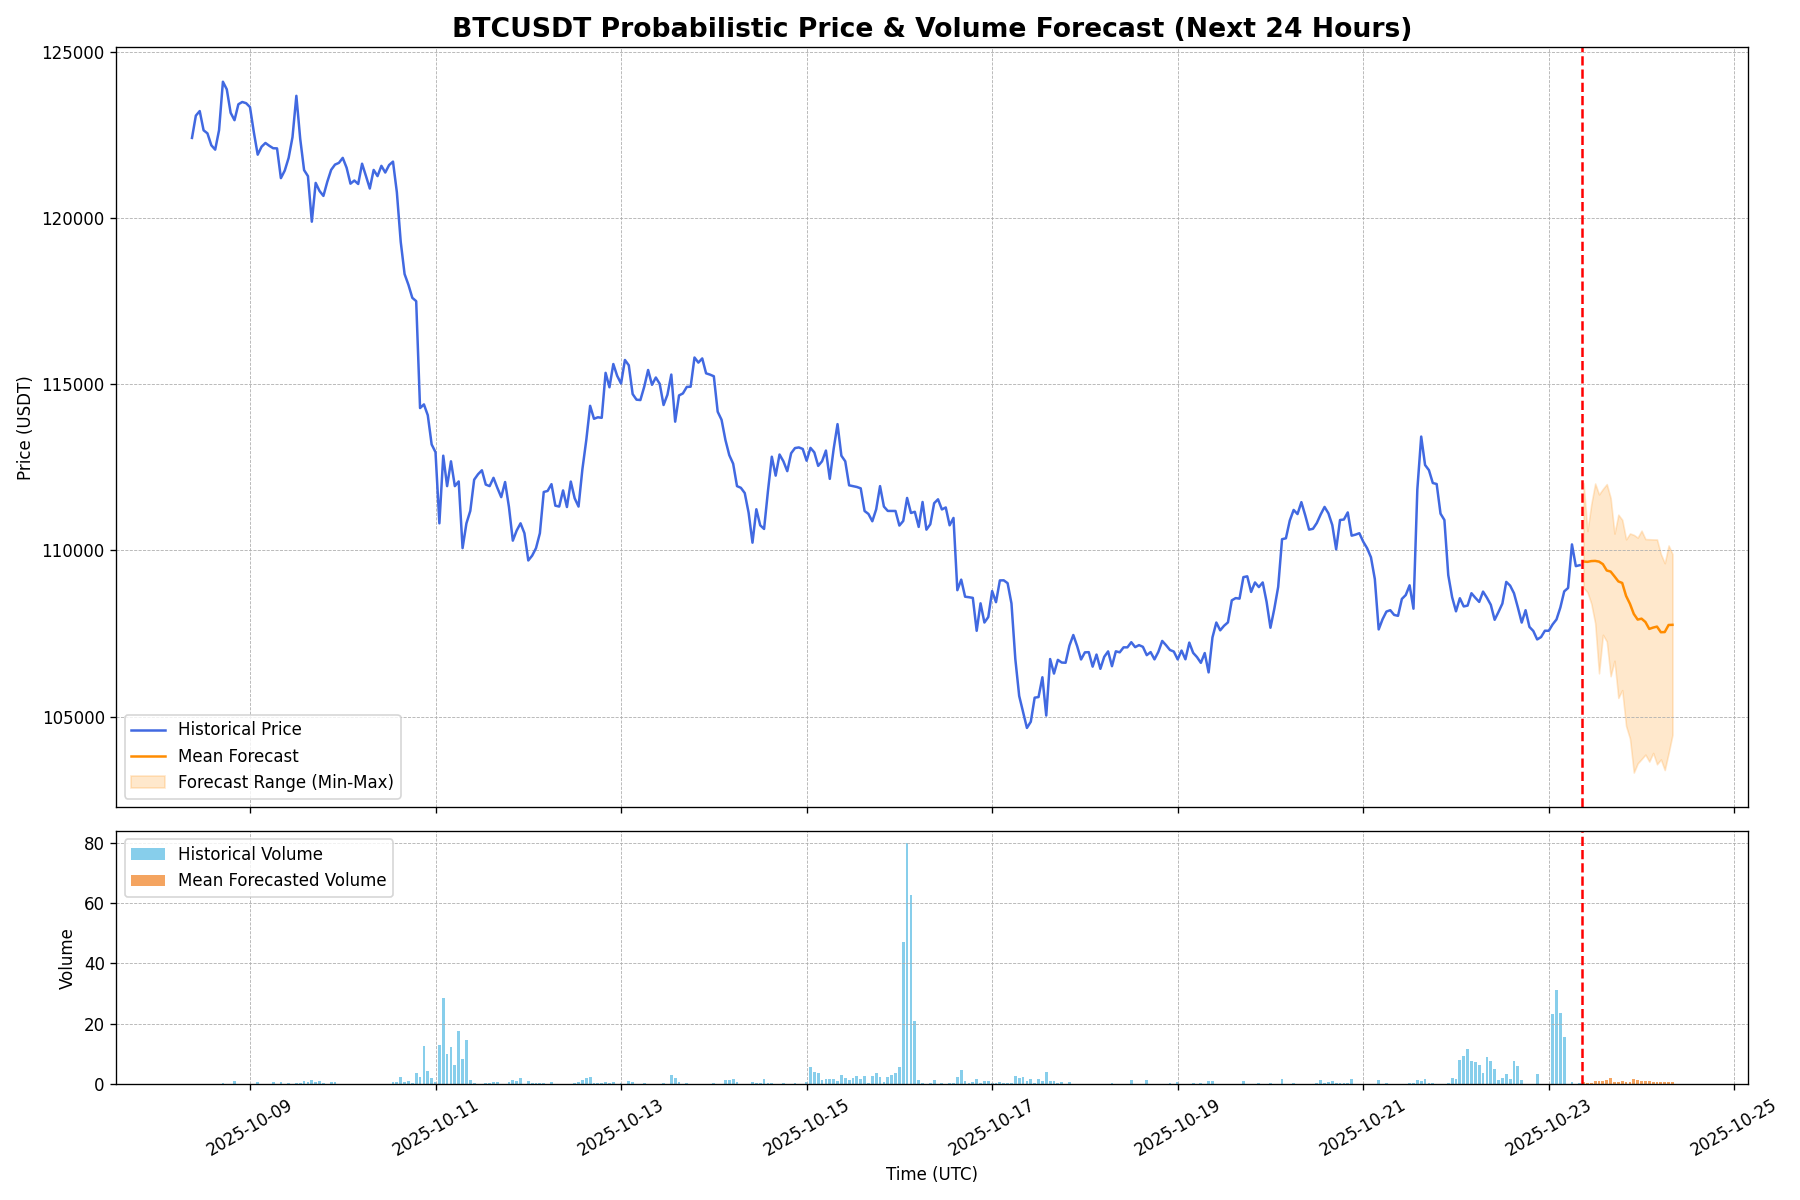 BTCUSDT Probabilistic Price & Volume Forecast (Next 24 Hours)
125000
120000
115000
110000
105000
Price (USDT)
Historical Price
Mean Forecast
Forecast Range (Min-Max)
80
60
40
20
0
Volume
Historical Volume
Mean Forecasted Volume
2025-10-09
2025-10-11
2025-10-13
2025-10-15
2025-10-17
2025-10-19
2025-10-21
2025-10-23
2025-10-25
Time (UTC)